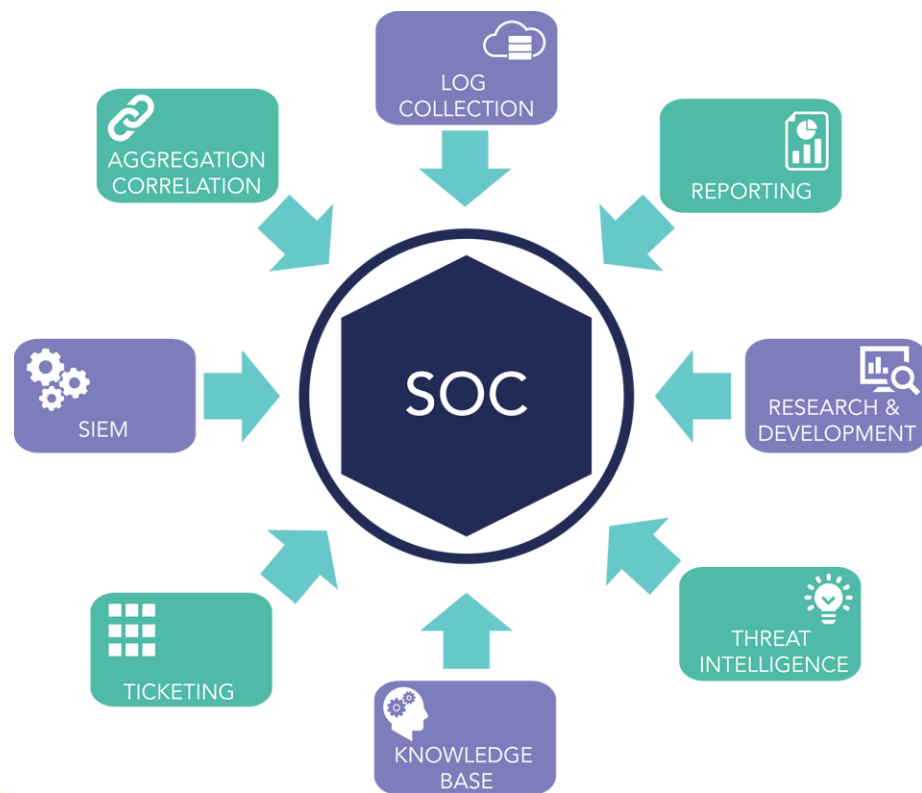 LOG
COLLECTION
AGGREGATION
CORRELATION
REPORTING
SOC
SIEM
RESEARCH &
DEVELOPMENT
TICKETING
THREAT
INTELLIGENCE
KNOWLEDGE
BASE